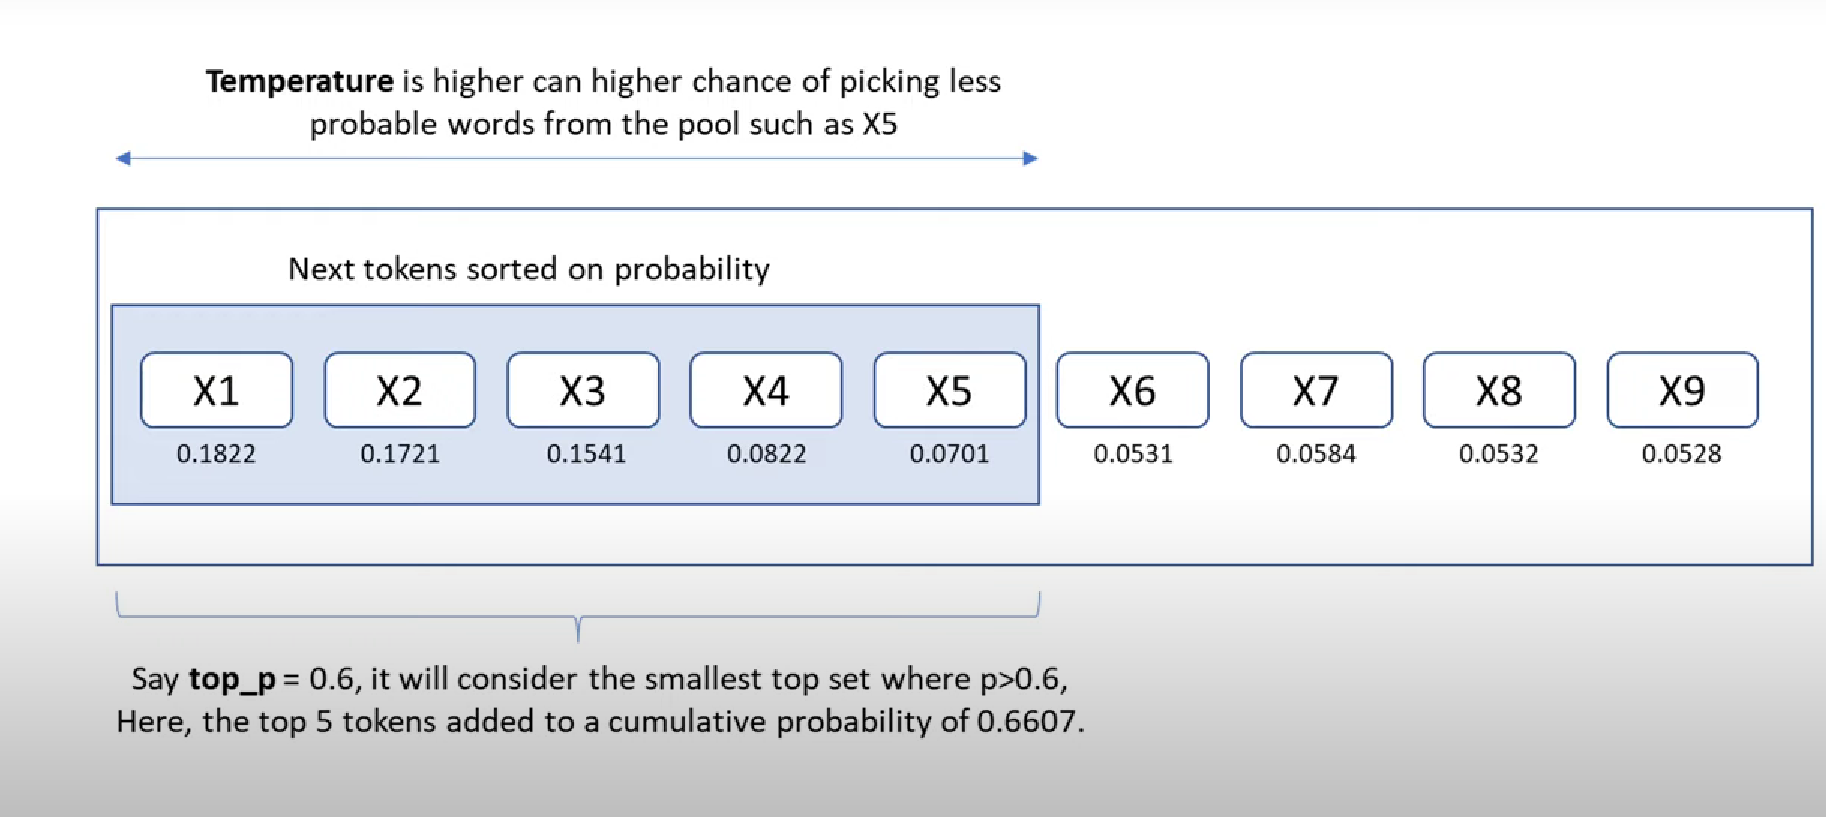 Temperature is higher can higher chance of picking less
probable words from the pool such as X5
Next tokens sorted on probability
X1 X2 X3 X4 X5 X6 X7 X8 X9
0.1822 0.1721 0.1541 0.0822 0.0701 0.0531 0.0584 0.0532 0.0528
Say top_p = 0.6, it will consider the smallest top set where p>0.6,
Here, the top 5 tokens added to a cumulative probability of 0.6607.